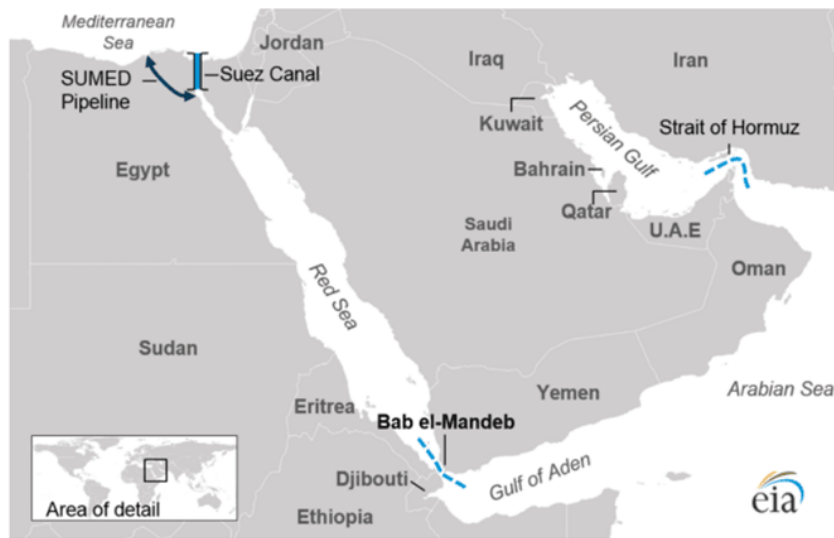 Mediterranean
Sea
Jordan
Iraq
Iran
SUMED
Pipeline
Suez Canal
Kuwait
Persian Gulf
Strait of Hormuz
Egypt
Bahrain
Qatar
Saudi
Arabia
U.A.E
Oman
Red Sea
Sudan
Yemen
Arabian Sea
Eritrea
Bab el-Mandeb
Djibouti
Gulf of Aden
Ethiopia
Area of detail
eia